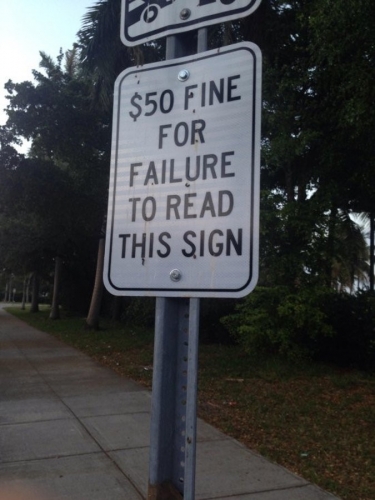 $50 FINE
FOR
FAILURE
TO READ
THIS SIGN